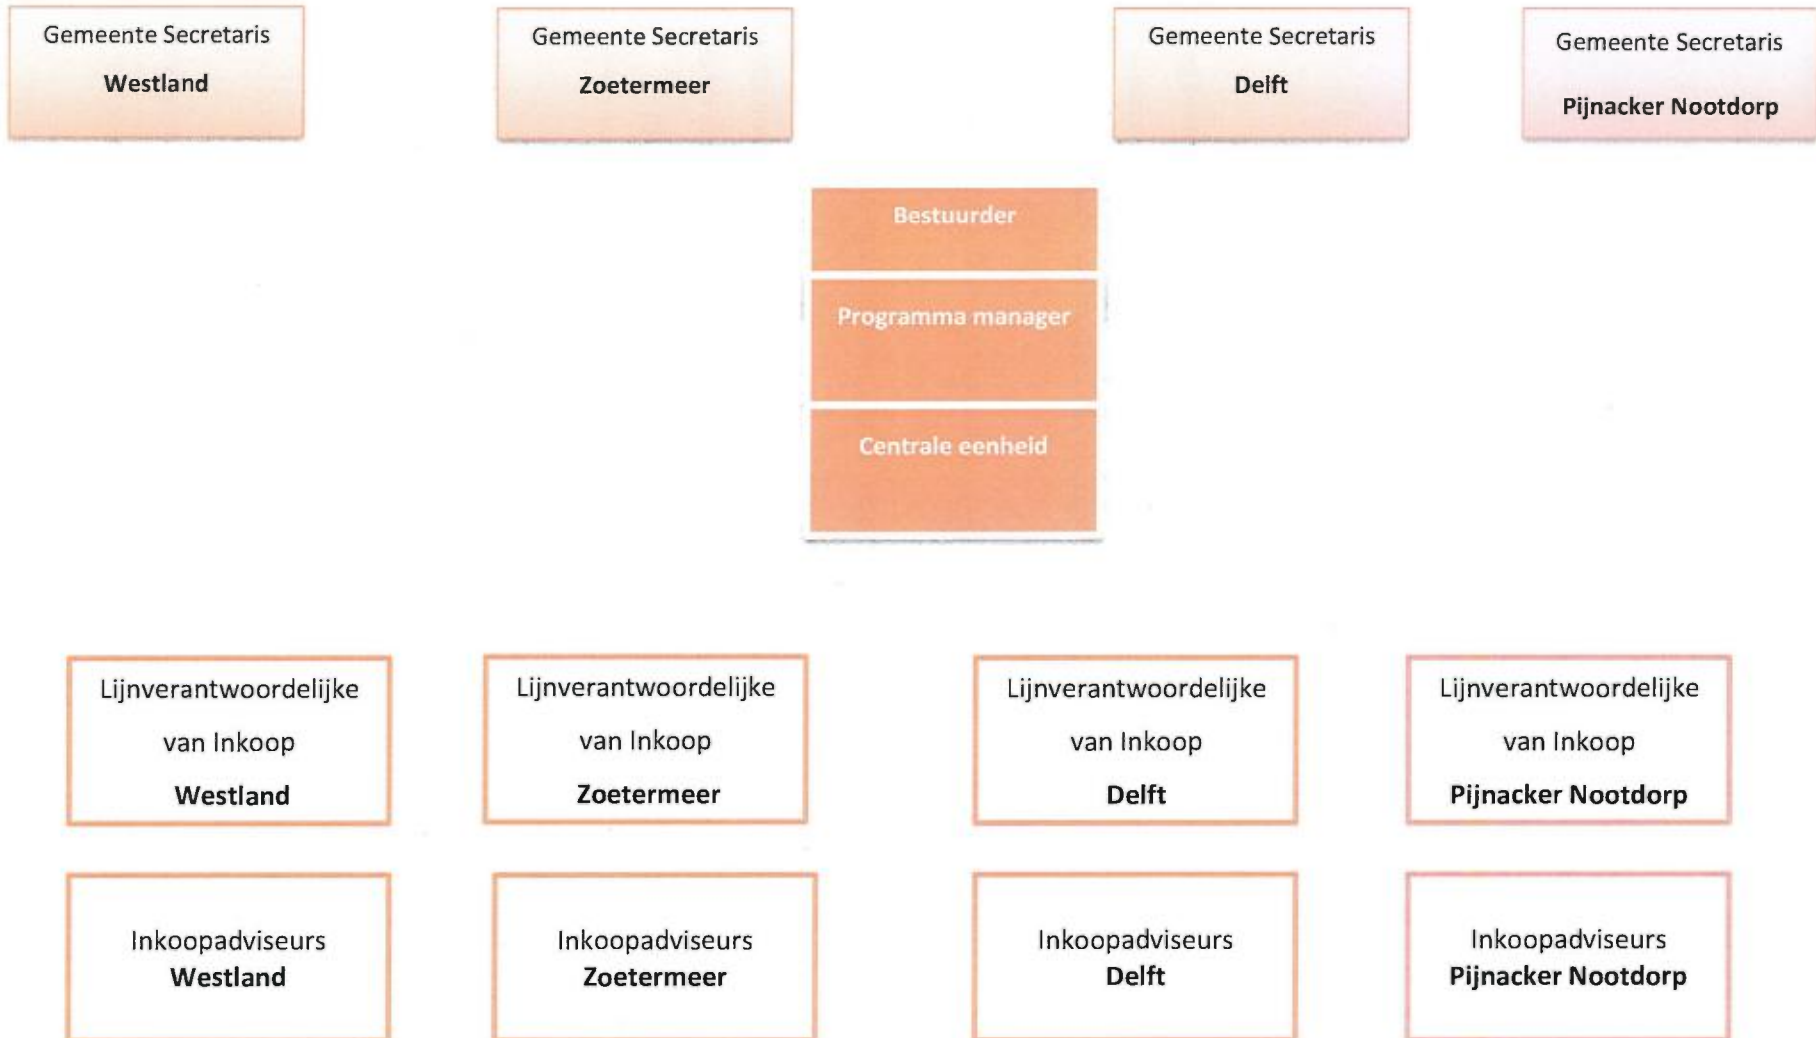 Gemeente Secretaris
Westland
Gemeente Secretaris
Zoetermeer
Gemeente Secretaris
Delft
Gemeente Secretaris
Pijnacker Nootdorp
Bestuurder
Programma manager
Centrale eenheid
Lijnverantwoordelijke
van Inkoop
Westland
Lijnverantwoordelijke
van Inkoop
Zoetermeer
Lijnverantwoordelijke
van Inkoop
Delft
Lijnverantwoordelijke
van Inkoop
Pijnacker Nootdorp
Inkoopadviseurs
Westland
Inkoopadviseurs
Zoetermeer
Inkoopadviseurs
Delft
Inkoopadviseurs
Pijnacker Nootdorp